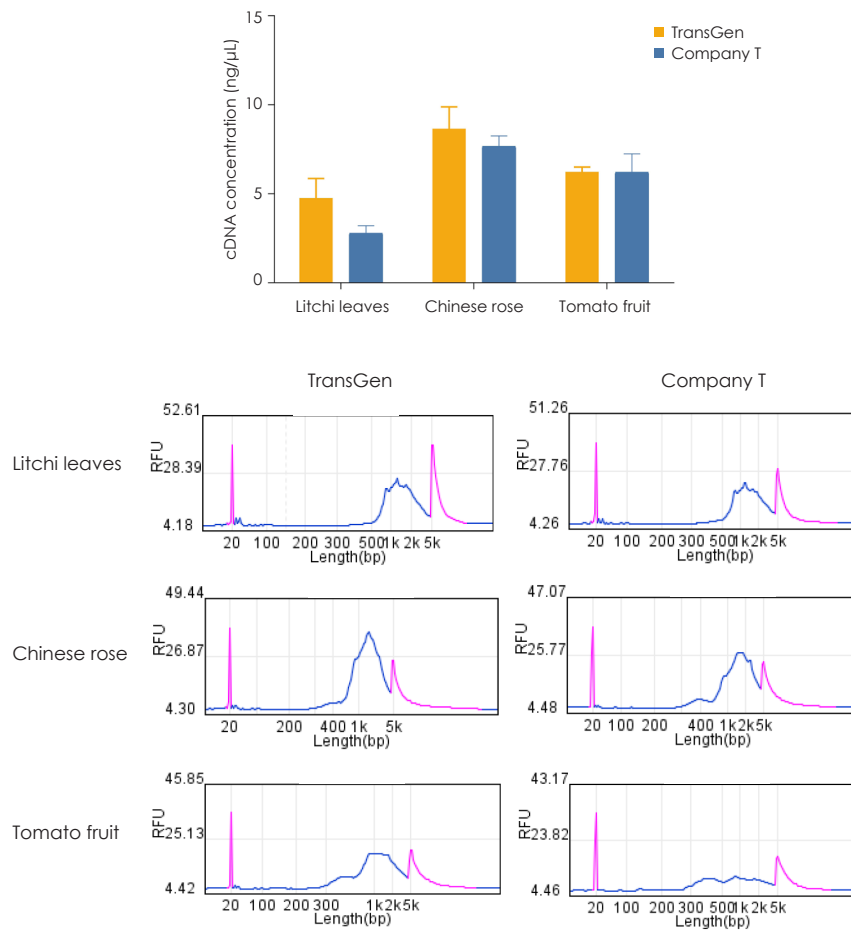 15
TransGen
Company T
cDNA concentration (ng/μL)
10
5
0
Litchi leaves Chinese rose Tomato fruit
TransGen Company T
Litchi leaves
52.61
RFU
28.39
4.18
20 100 200 300 500 1k 2k 5k
Length(bp)
51.26
RFU
27.76
4.26
20 100 200 300 500 1k 2k 5k
Length(bp)
Chinese rose
49.44
RFU
26.87
4.30
20 200 400 1k 5k
Length(bp)
47.07
RFU
25.77
4.48
20 100 200 400 1k 2k 5k
Length(bp)
Tomato fruit
45.85
RFU
25.13
4.42
20 100 200 300 1k 2k 5k
Length(bp)
43.17
RFU
23.82
4.46
20 100 200 300 500 1k 2k 5k
Length(bp)